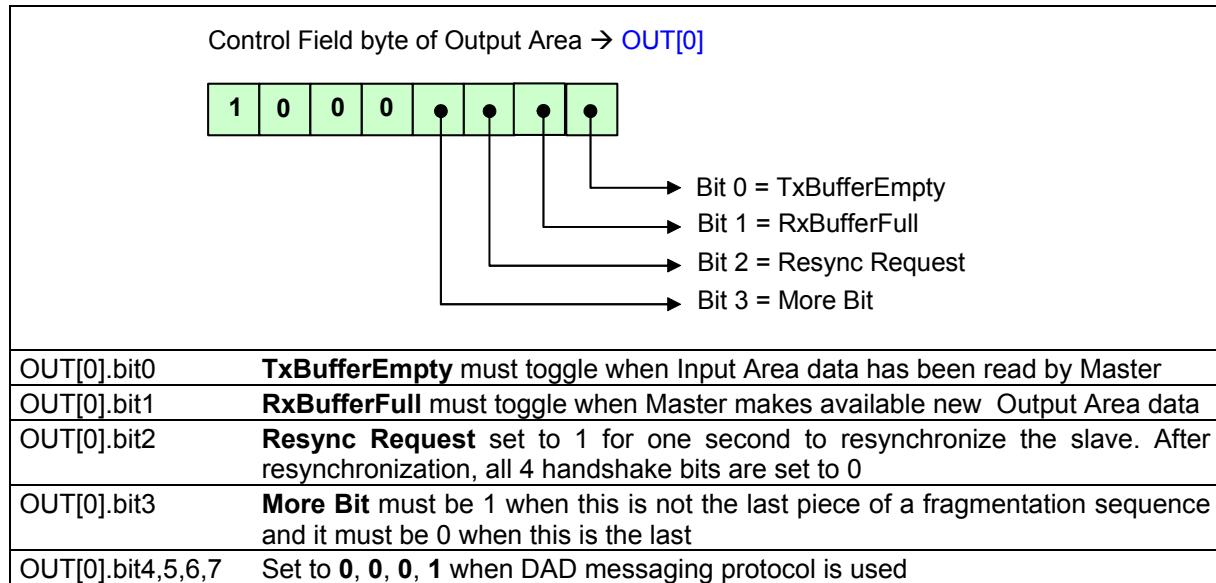 Control Field byte of Output Area → OUT[0]
1 0 0 0
Bit 0 = TxBufferEmpty
Bit 1 = RxBufferFull
Bit 2 = Resync Request
Bit 3 = More Bit
OUT[0].bit0 TxBufferEmpty must toggle when Input Area data has been read by Master
OUT[0].bit1 RxBufferFull must toggle when Master makes available new Output Area data
OUT[0].bit2 Resync Request set to 1 for one second to resynchronize the slave. After
resynchronization, all 4 handshake bits are set to 0
OUT[0].bit3 More Bit must be 1 when this is not the last piece of a fragmentation sequence
and it must be 0 when this is the last
OUT[0].bit4,5,6,7 Set to 0, 0, 0, 1 when DAD messaging protocol is used